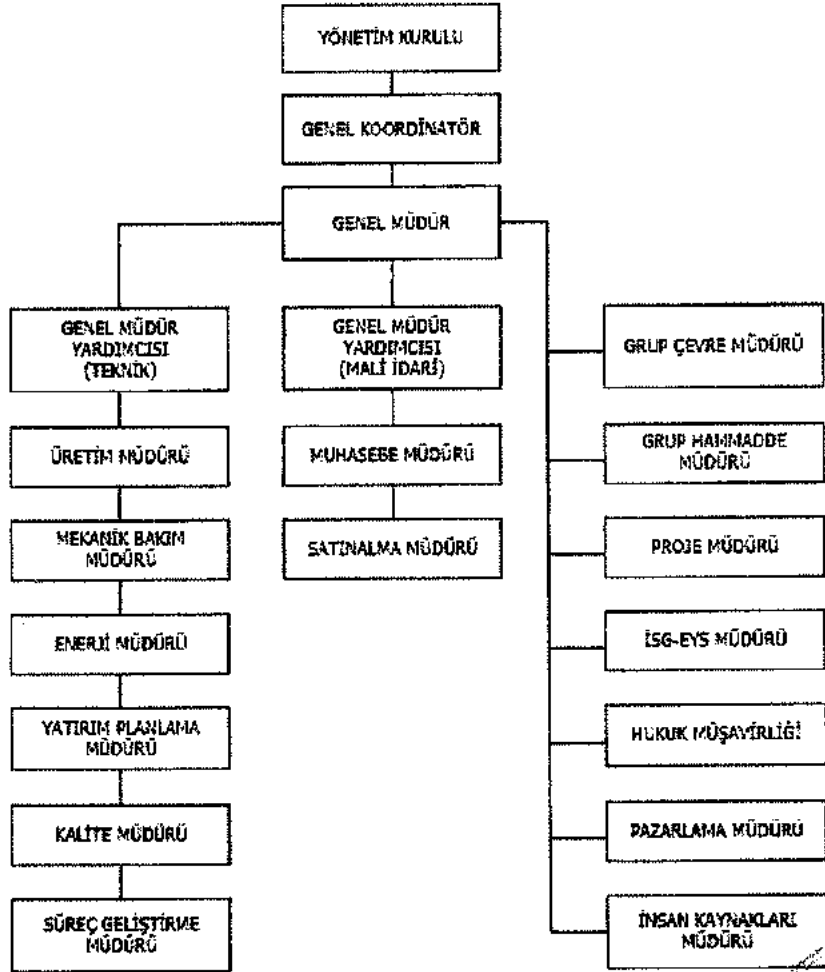 YÖNETİM KURULU
GENEL KOORDİNATÖR
GENEL MÜDÜR
GENEL MÜDÜR
YARDIMCISI
(TEKNİK)
ÜRETİM MÜDÜRÜ
MEKANİK BAKIM
MÜDÜRÜ
ENERJİ MÜDÜRÜ
YATIRIM PLANLAMA
MÜDÜRÜ
KALİTE MÜDÜRÜ
SÜREÇ GELİŞTİRME
MÜDÜRÜ
GENEL MÜDÜR
YARDIMCISI
(MALİ İDARİ)
MUHASEBE MÜDÜRÜ
SATINALMA MÜDÜRÜ
GRUP ÇEVRE MÜDÜRÜ
GRUP HAMMADDE
MÜDÜRÜ
PROJE MÜDÜRÜ
İSG-EYS MÜDÜRÜ
HUKUK MÜŞAVİRLİĞİ
PAZARLAMA MÜDÜRÜ
İNSAN KAYNAKLARI
MÜDÜRÜ